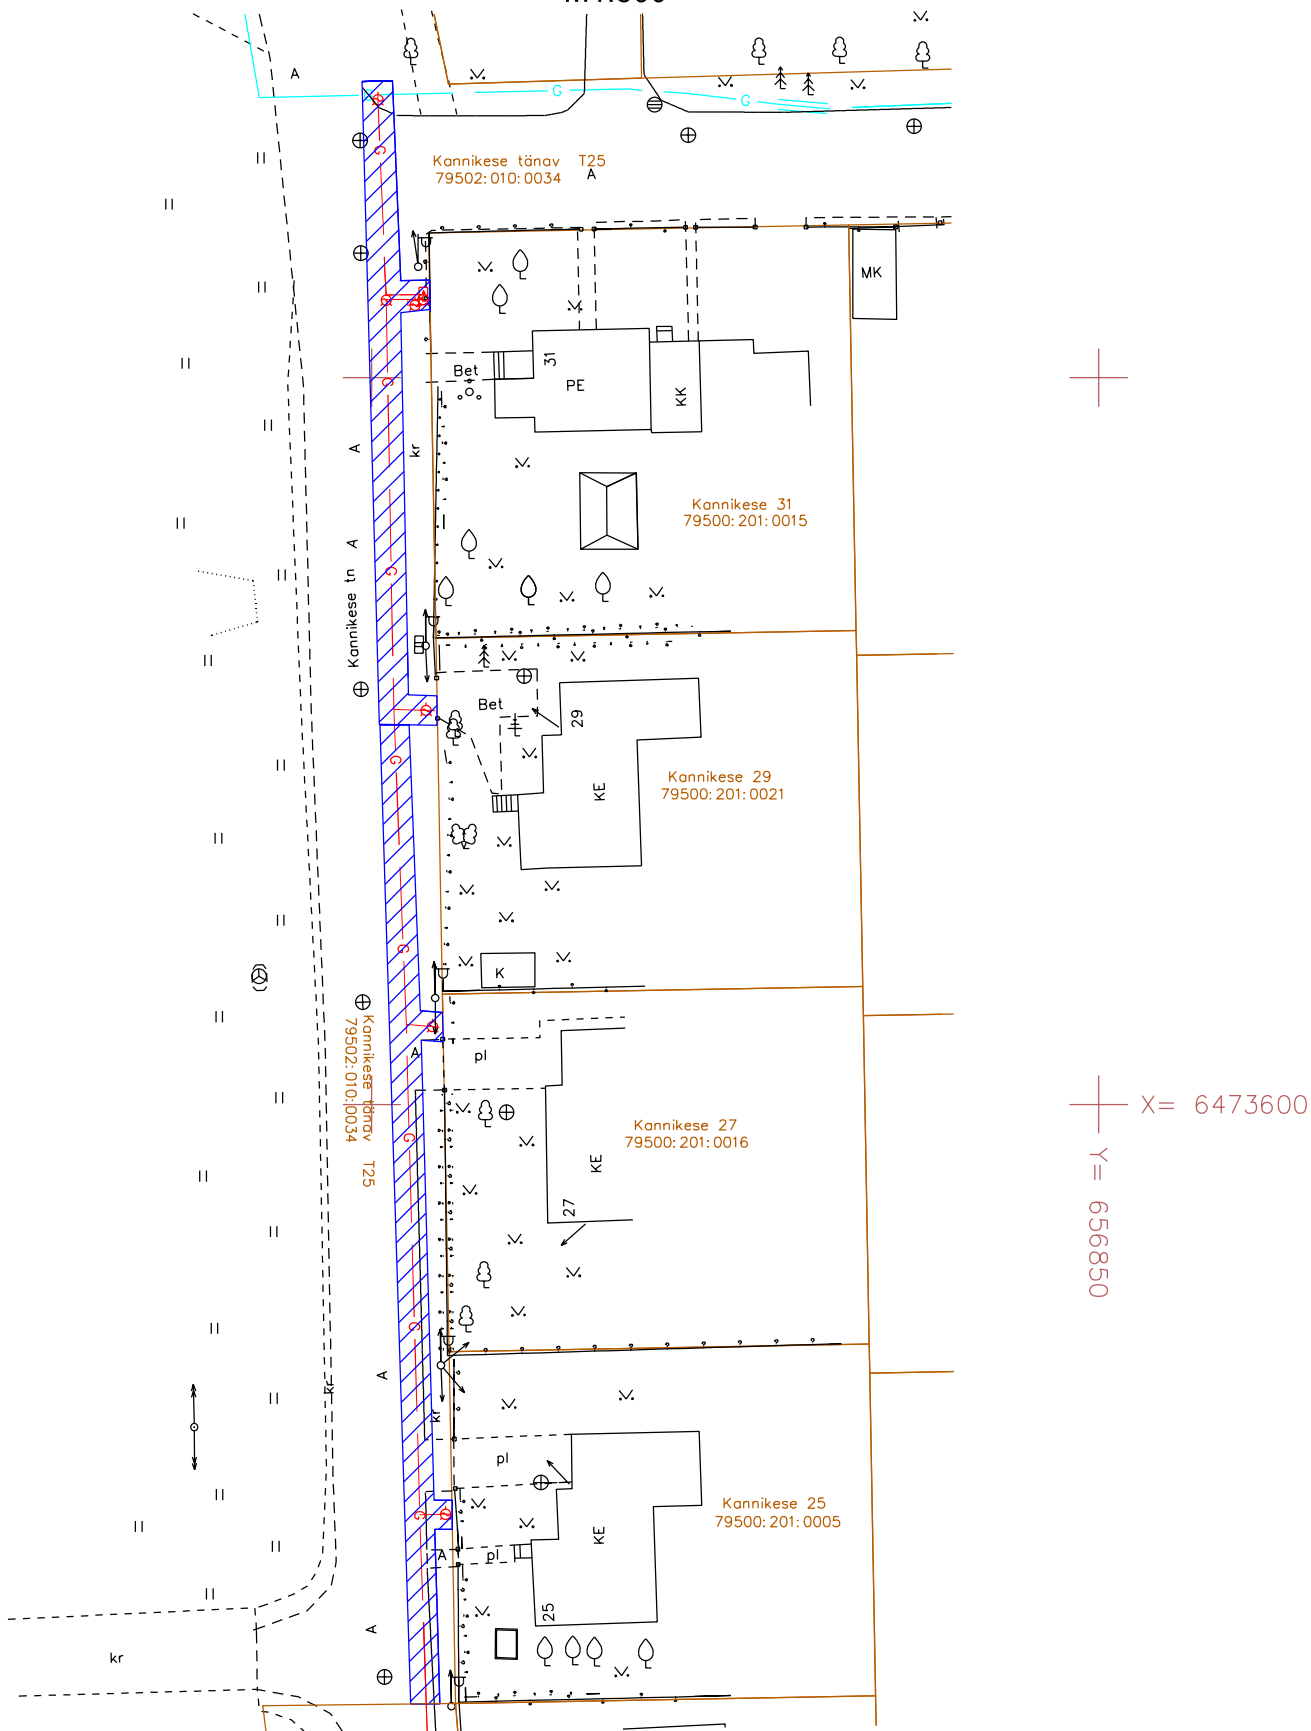 A
G
G
Kannikese tänav T25
79502:010:0034
A
G
MK
31
Bet
PE
KK
G
A
kr
Kannikese 31
79500:201:0015
Kannikese tn A
G
Bet
29
G
Kannikese 29
79500:201:0021
KE
G
K
Kannikese tänav T25
79502:010:0034
A
pl
X= 6473600
Y= 656850
Kannikese 27
79500:201:0016
G
KE
27
G
G
A
kr
kr
pl
Kannikese 25
79500:201:0005
G
KE
A
pl
25
A
kr